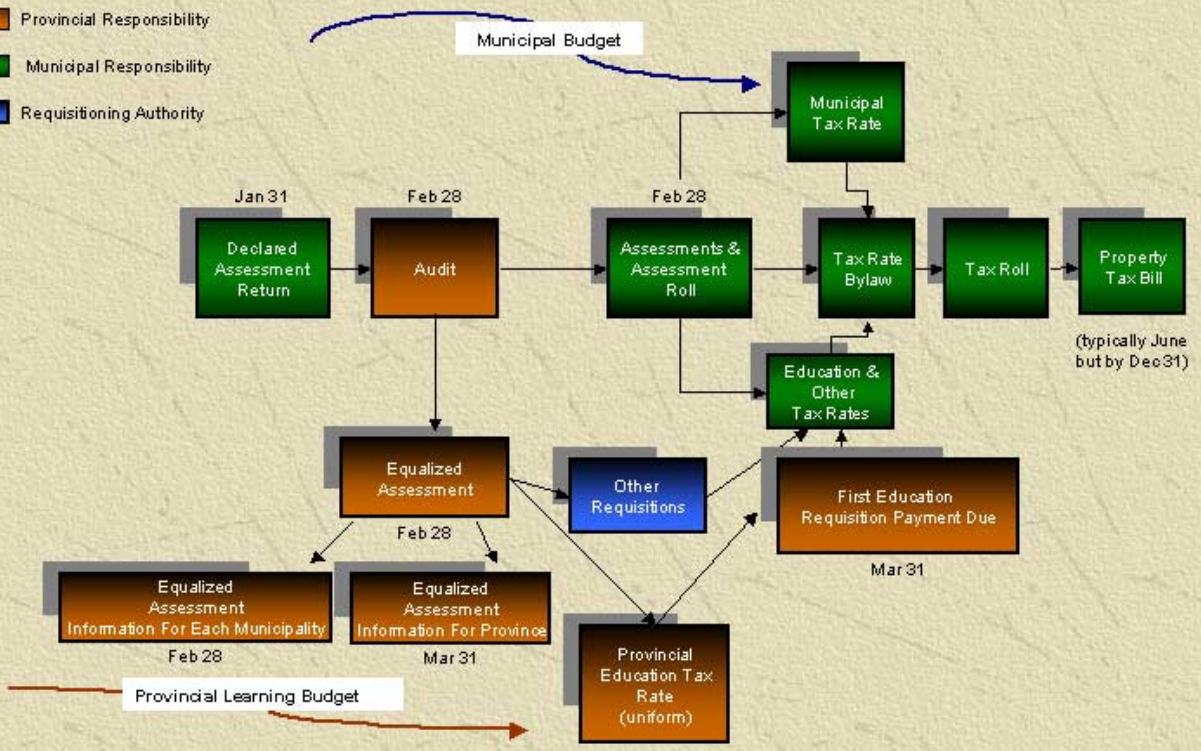 Provincial Responsibility
Municipal Responsibility
Requisitioning Authority
Municipal Budget
Municipal
Tax Rate
Jan 31
Feb 28
Feb 28
Declared
Assessment
Return
Audit
Assessments &
Assessment
Roll
Tax Rate
Bylaw
Tax Roll
Property
Tax Bill
(typically June
but by Dec 31)
Education &
Other
Tax Rates
Equalized
Assessment
Feb 28
Other
Requisitions
First Education
Requisition Payment Due
Mar 31
Equalized
Assessment
Information For Each Municipality
Feb 28
Equalized
Assessment
Information For Province
Mar 31
Provincial
Education Tax
Rate
(uniform)
Provincial Learning Budget